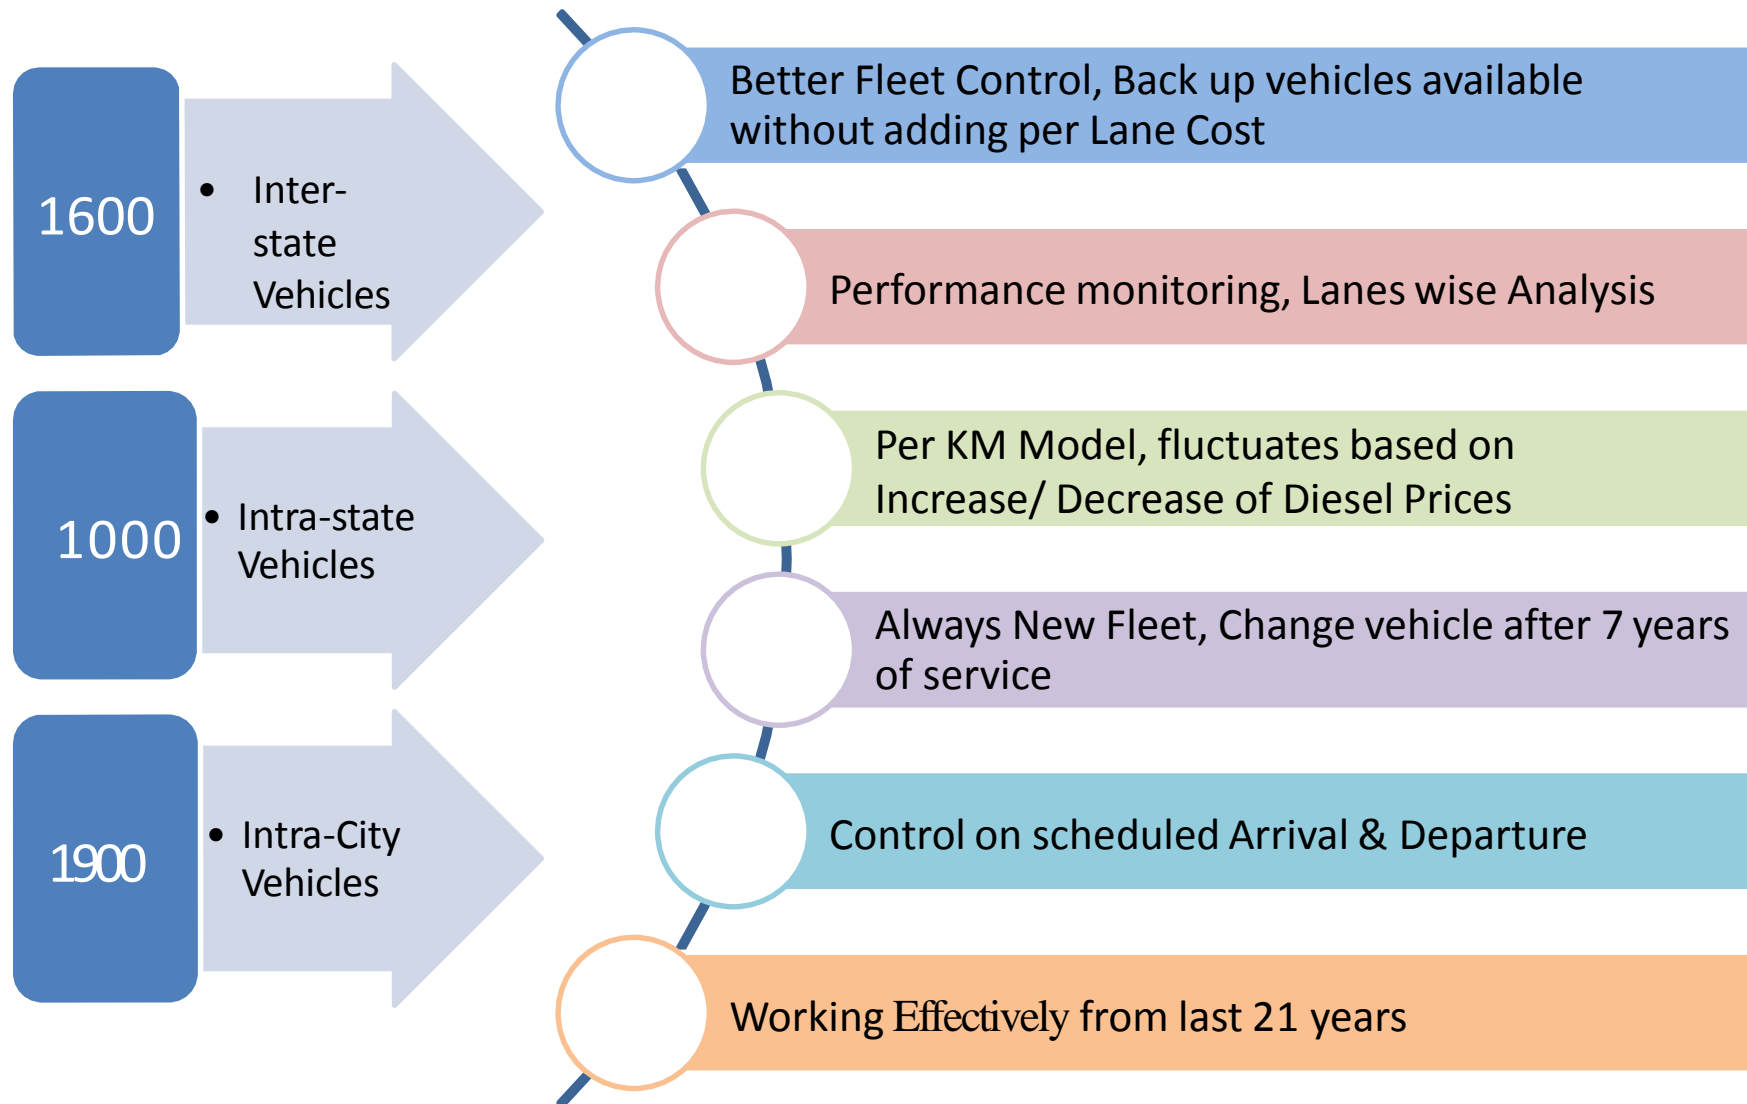 1600
• Inter-
state
Vehicles
1000
• Intra-state
Vehicles
1900
• Intra-City
Vehicles
Better Fleet Control, Back up vehicles available
without adding per Lane Cost
Performance monitoring, Lanes wise Analysis
Per KM Model, fluctuates based on
Increase/ Decrease of Diesel Prices
Always New Fleet, Change vehicle after 7 years
of service
Control on scheduled Arrival & Departure
Working Effectively from last 21 years